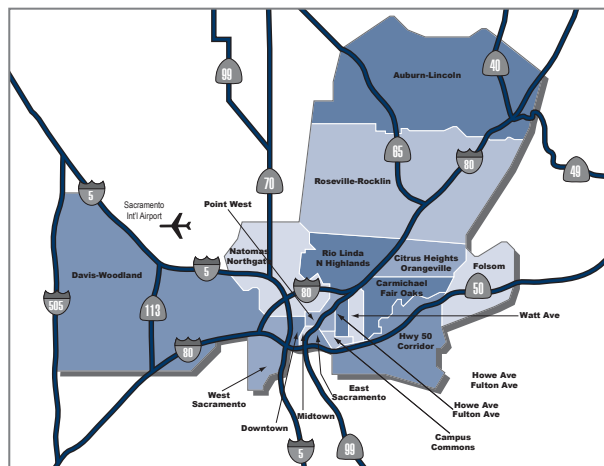 40
Auburn-Lincoln
99
65
80
49
Roseville-Rocklin
70
5
Sacramento
Int'l Airport
Point West
Natomas
Northgate
Rio Linda
N Highlands
Citrus Heights
Orangeville
Folsom
Davis-Woodland
5
Carmichael
Fair Oaks
50
80
505
113
Watt Ave
Hwy 50
Corridor
80
Howe Ave
Fulton Ave
West
Sacramento
East
Sacramento
Howe Ave
Fulton Ave
Midtown
Downtown
Campus
Commons
5
99